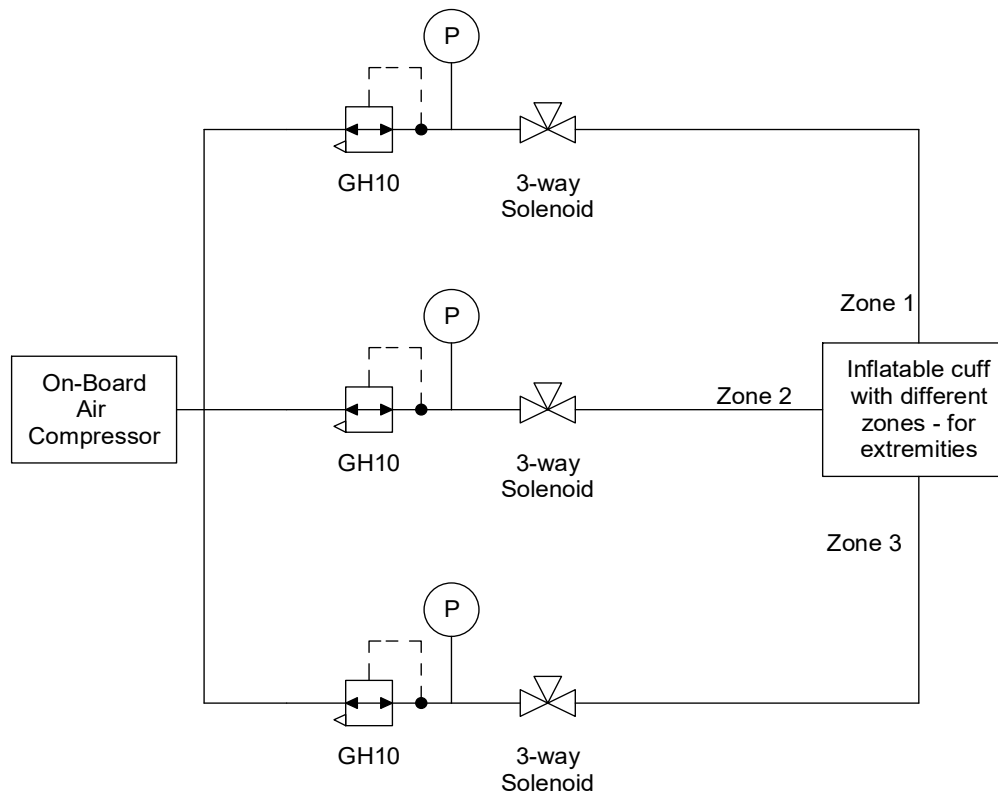 P
GH10
3-way
Solenoid
Zone 1
P
On-Board
Air
Compressor
GH10
3-way
Solenoid
Zone 2
Inflatable cuff
with different
zones - for
extremities
Zone 3
P
GH10
3-way
Solenoid